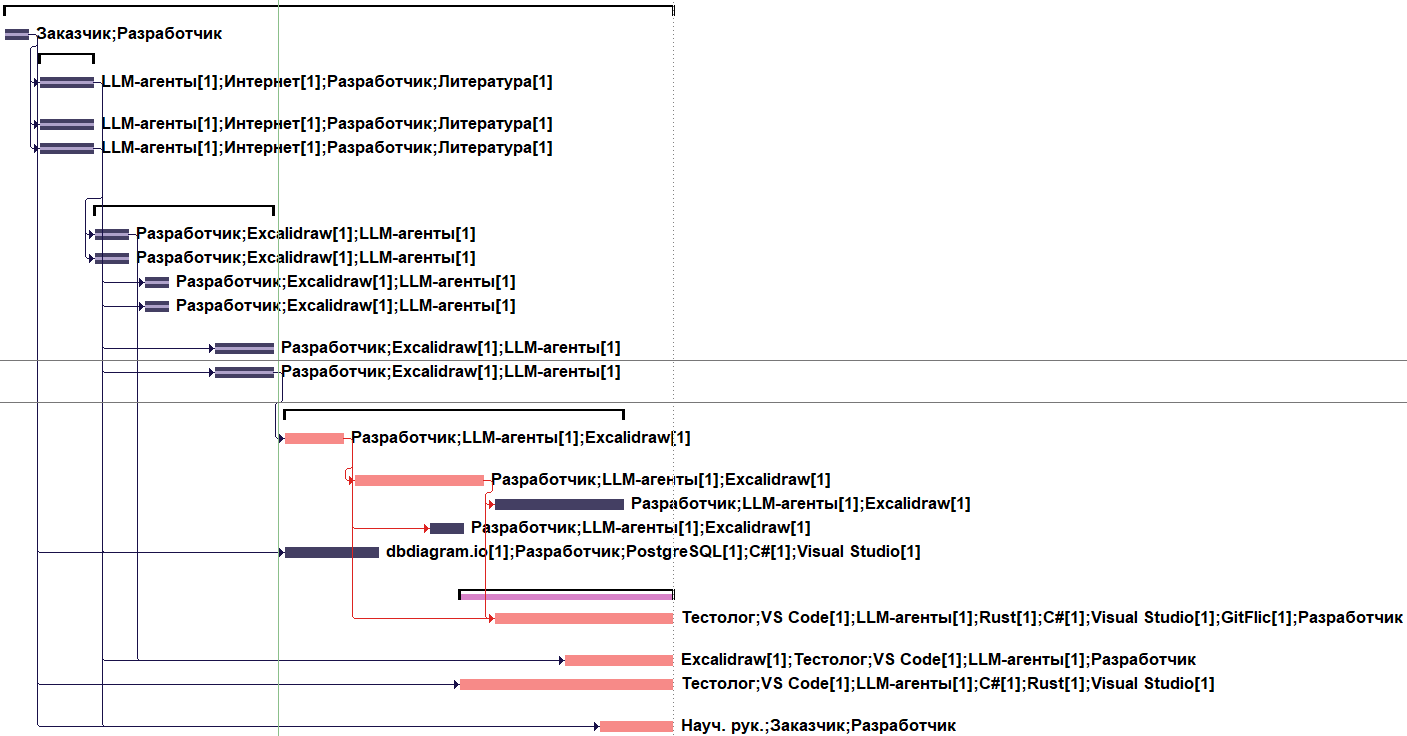 Заказчик;Разработчик
LLM-агенты[1];Интернет[1];Разработчик;Литература[1]
LLM-агенты[1];Интернет[1];Разработчик;Литература[1]
LLM-агенты[1];Интернет[1];Разработчик;Литература[1]
Разработчик;Excalidraw[1];LLM-агенты[1]
Разработчик;Excalidraw[1];LLM-агенты[1]
Разработчик;Excalidraw[1];LLM-агенты[1]
Разработчик;Excalidraw[1];LLM-агенты[1]
Разработчик;Excalidraw[1];LLM-агенты[1]
Разработчик;Excalidraw[1];LLM-агенты[1]
Разработчик;LLM-агенты[1];Excalidraw[1]
Разработчик;LLM-агенты[1];Excalidraw[1]
Разработчик;LLM-агенты[1];Excalidraw[1]
Разработчик;LLM-агенты[1];Excalidraw[1]
dbdiagram.io[1];Разработчик;PostgreSQL[1];C#[1];Visual Studio[1]
Тестолог;VS Code[1];LLM-агенты[1];Rust[1];C#[1];Visual Studio[1];GitFlic[1];Разработчик
Excalidraw[1];Тестолог;VS Code[1];LLM-агенты[1];Разработчик
Тестолог;VS Code[1];LLM-агенты[1];C#[1];Rust[1];Visual Studio[1]
Науч. рук.;Заказчик;Разработчик